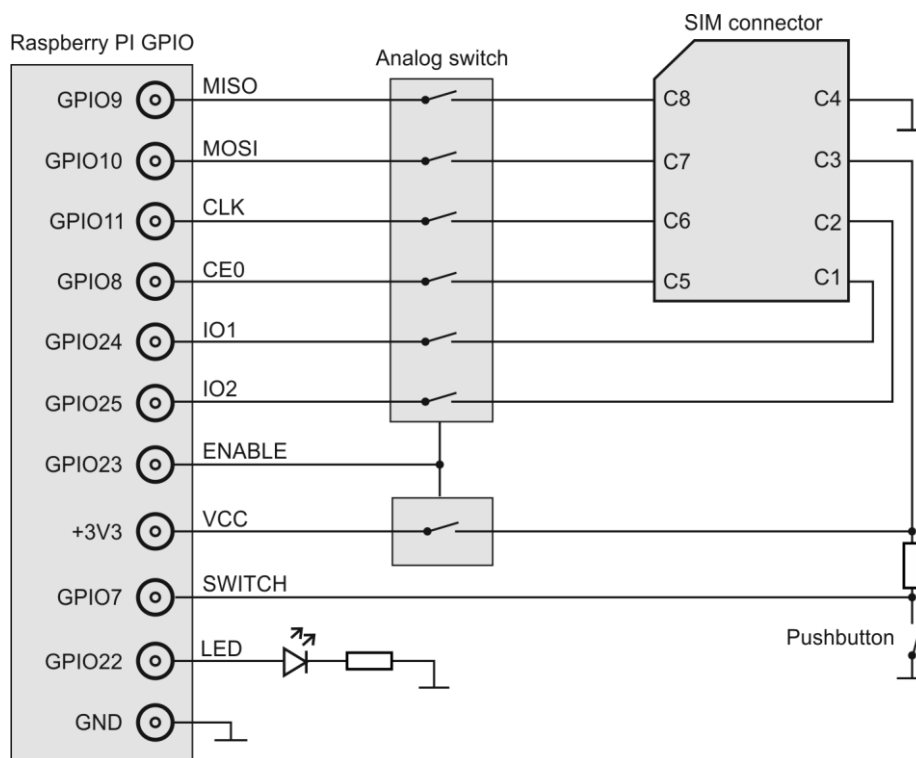 SIM connector
Raspberry PI GPIO
Analog switch
GPIO9 MISO C8 C4
GPIO10 MOSI C7 C3
GPIO11 CLK C6 C2
GPIO8 CE0 C5 C1
GPIO24 IO1
GPIO25 IO2
GPIO23 ENABLE
+3V3 VCC
GPIO7 SWITCH
Pushbutton
GPIO22 LED
GND